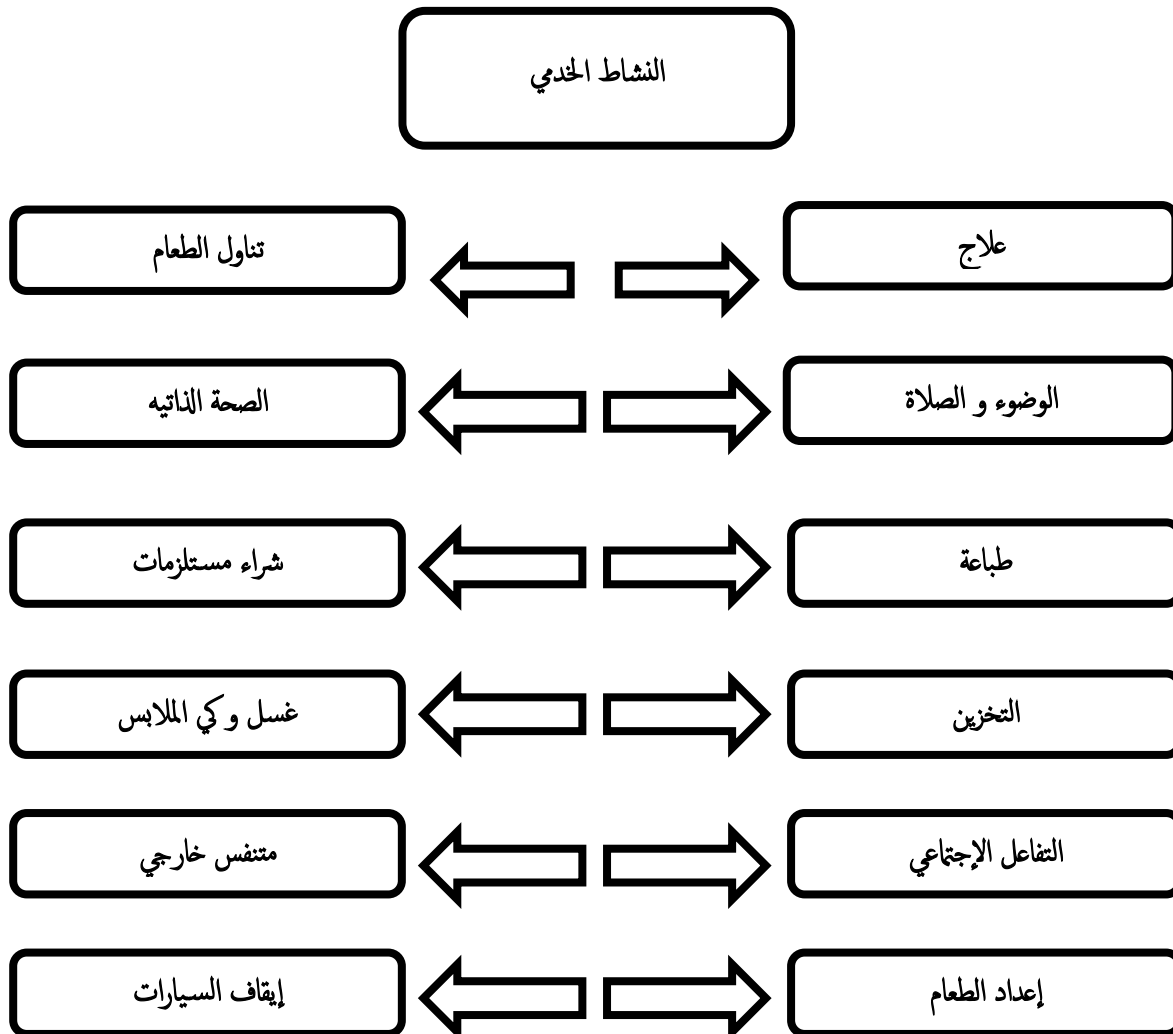 النشاط الخدمي
علاج
تناول الطعام
الوضوء و الصلاة
الصحة الذاتيه
طباعة
شراء مستلزمات
التخزين
غسل وكي الملابس
التفاعل الإجتماعي
متنفس خارجي
إعداد الطعام
إيقاف السيارات